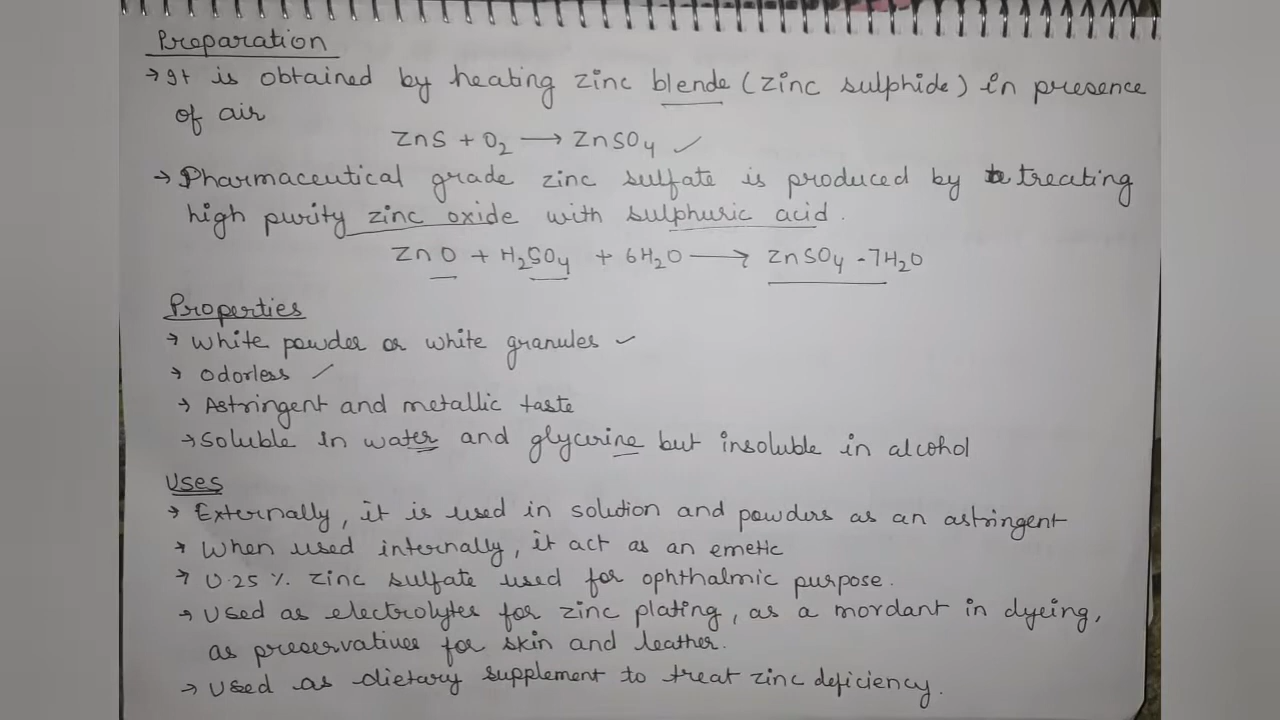 Preparation
→ It is obtained by heating zinc blende (zinc sulphide) in presence
of air
ZnS + O₂ ⟶ ZnSO₄ ✓
→ Pharmaceutical grade zinc sulfate is produced by treating
high purity zinc oxide with sulphuric acid.
ZnO + H₂SO₄ + 6H₂O ⟶ ZnSO₄ · 7H₂O
Properties
→ White powder or white granules ✓
→ Odorless ✓
→ Astringent and metallic taste
→ Soluble in water and glycerine but insoluble in alcohol
Uses
→ Externally, it is used in solution and powders as an astringent
→ When used internally, it act as an emetic
→ 0.25 % zinc sulfate used for ophthalmic purpose.
→ Used as electrolytes for zinc plating, as a mordant in dyeing,
as preservatives for skin and leather.
→ Used as dietary supplement to treat zinc deficiency.